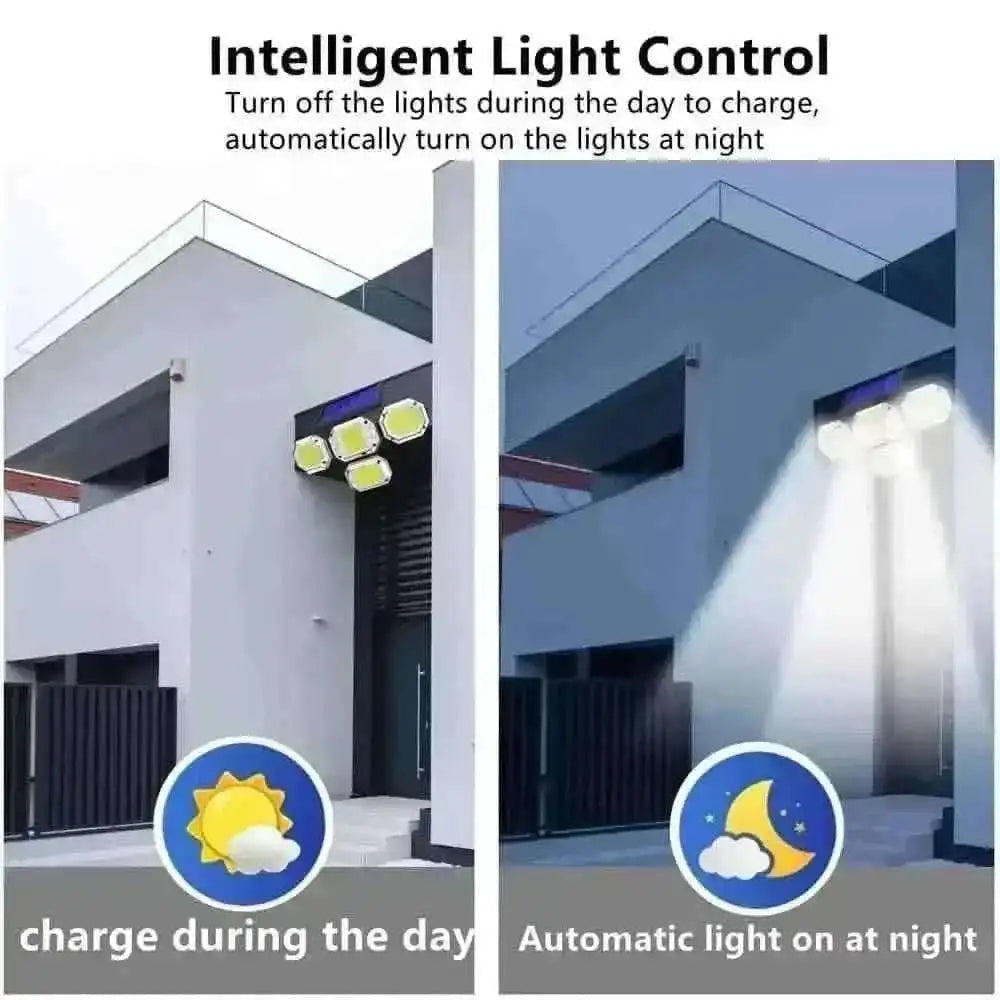 Intelligent Light Control
Turn off the lights during the day to charge,
automatically turn on the lights at night
charge during the day
Automatic light on at night